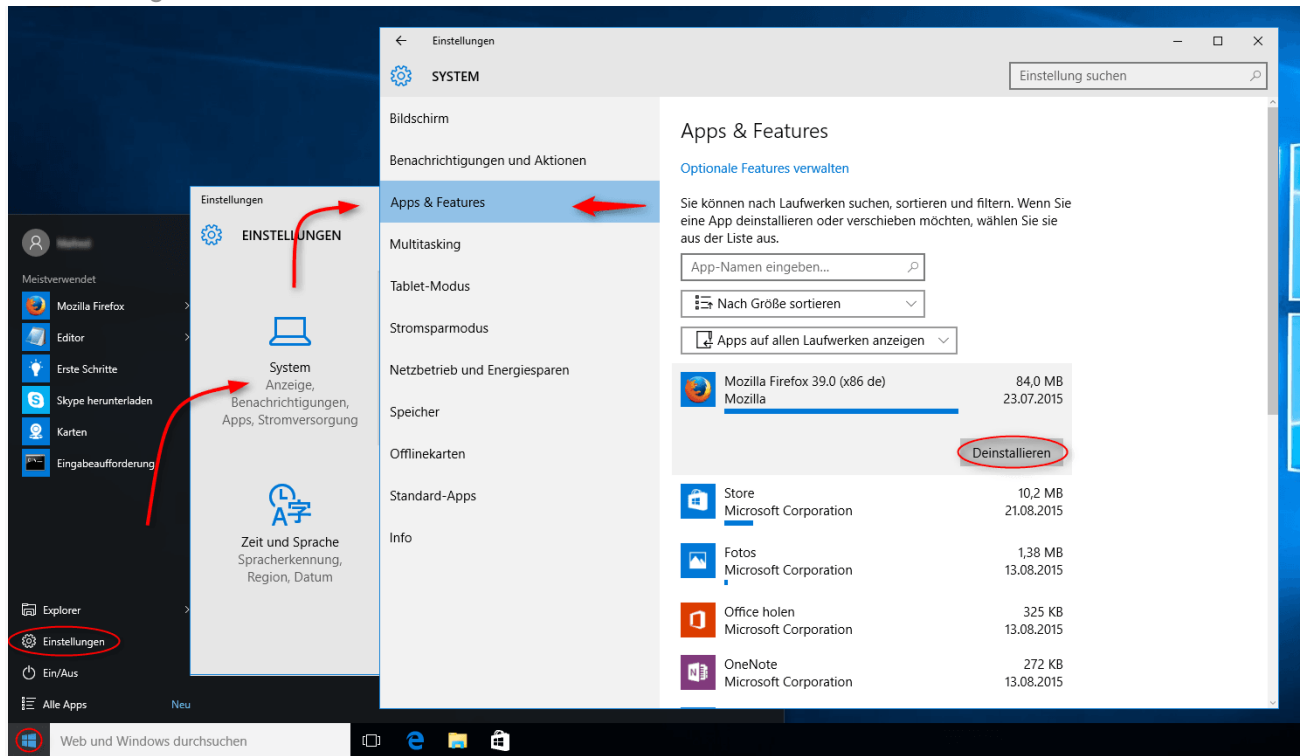 Meistverwendet
Mozilla Firefox
Editor
Erste Schritte
Skype herunterladen
Karten
Eingabeaufforderung
Explorer
Einstellungen
Ein/Aus
Alle Apps
Neu
Web und Windows durchsuchen
Einstellungen
EINSTELLUNGEN
System
Anzeige,
Benachrichtigungen,
Apps, Stromversorgung
A字
Zeit und Sprache
Spracherkennung,
Region, Datum
Einstellungen
SYSTEM
Einstellung suchen
Bildschirm
Benachrichtigungen und Aktionen
Apps & Features
Multitasking
Tablet-Modus
Stromsparmodus
Netzbetrieb und Energiesparen
Speicher
Offlinekarten
Standard-Apps
Info
Apps & Features
Optionale Features verwalten
Sie können nach Laufwerken suchen, sortieren und filtern. Wenn Sie
eine App deinstallieren oder verschieben möchten, wählen Sie sie
aus der Liste aus.
App-Namen eingeben...
Nach Größe sortieren
Apps auf allen Laufwerken anzeigen
Mozilla Firefox 39.0 (x86 de) 84,0 MB
Mozilla 23.07.2015
Deinstallieren
Store 10,2 MB
Microsoft Corporation 21.08.2015
Fotos 1,38 MB
Microsoft Corporation 13.08.2015
Office holen 325 KB
Microsoft Corporation 13.08.2015
OneNote 272 KB
Microsoft Corporation 13.08.2015